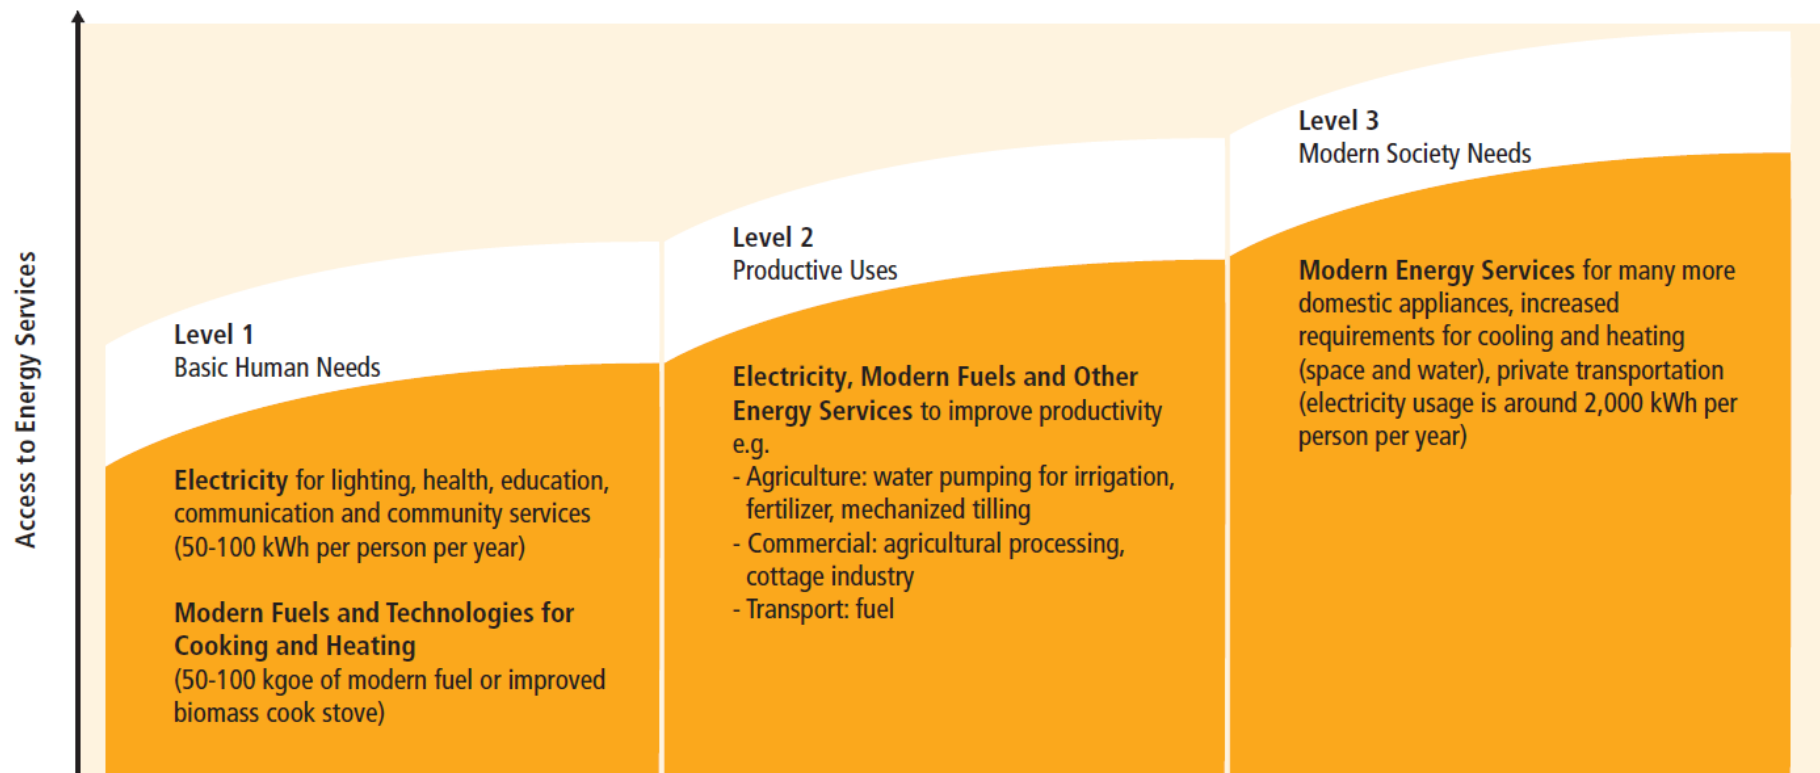 Access to Energy Services
Level 1
Basic Human Needs
Electricity for lighting, health, education,
communication and community services
(50-100 kWh per person per year)
Modern Fuels and Technologies for
Cooking and Heating
(50-100 kgoe of modern fuel or improved
biomass cook stove)
Level 2
Productive Uses
Electricity, Modern Fuels and Other
Energy Services to improve productivity
e.g.
- Agriculture: water pumping for irrigation,
fertilizer, mechanized tilling
- Commercial: agricultural processing,
cottage industry
- Transport: fuel
Level 3
Modern Society Needs
Modern Energy Services for many more
domestic appliances, increased
requirements for cooling and heating
(space and water), private transportation
(electricity usage is around 2,000 kWh per
person per year)